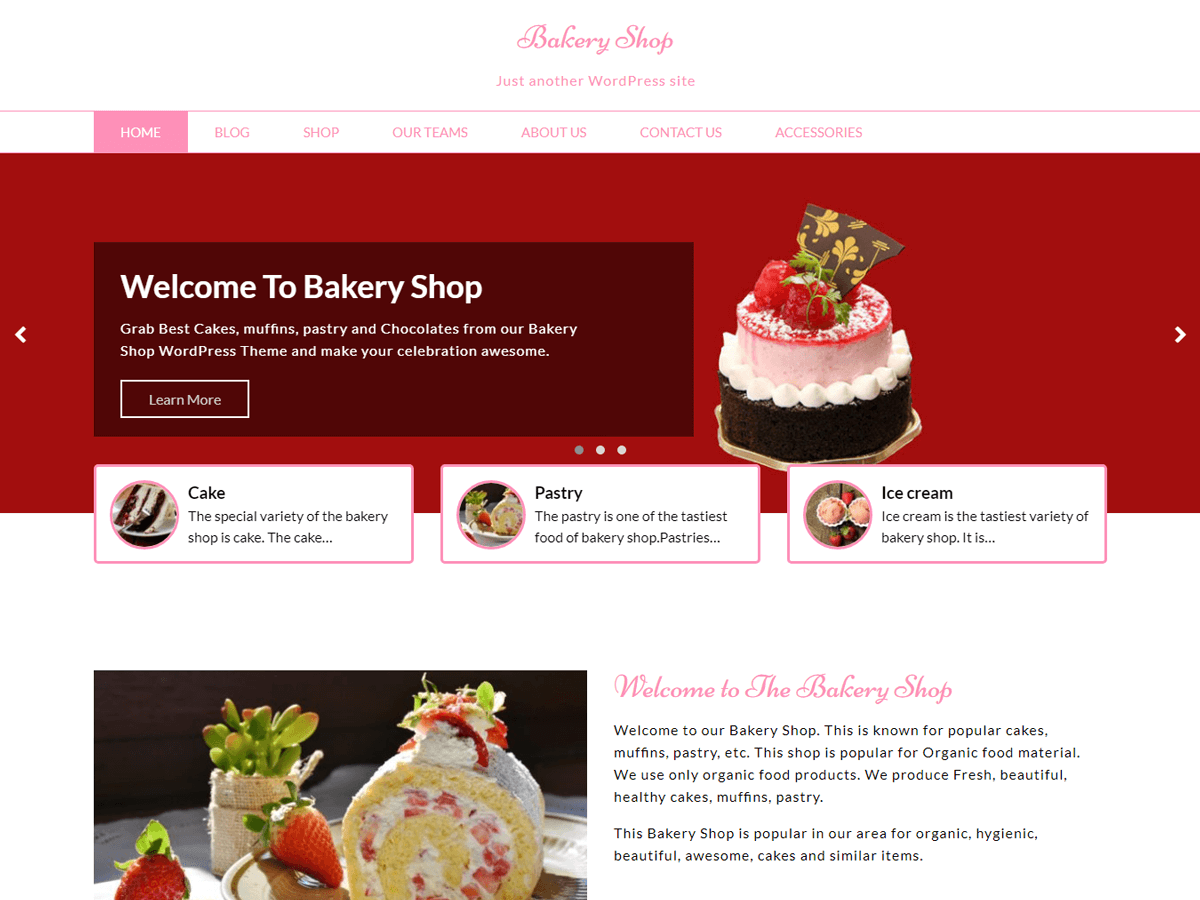 Bakery Shop
Just another WordPress site
HOME BLOG SHOP OUR TEAMS ABOUT US CONTACT US ACCESSORIES
Welcome To Bakery Shop
Grab Best Cakes, muffins, pastry and Chocolates from our Bakery
Shop WordPress Theme and make your celebration awesome.
Learn More
Cake
The special variety of the bakery
shop is cake. The cake...
Pastry
The pastry is one of the tastiest
food of bakery shop.Pastries...
Ice cream
Ice cream is the tastiest variety of
bakery shop. It is...
Welcome to The Bakery Shop
Welcome to our Bakery Shop. This is known for popular cakes,
muffins, pastry, etc. This shop is popular for Organic food material.
We use only organic food products. We produce Fresh, beautiful,
healthy cakes, muffins, pastry.
This Bakery Shop is popular in our area for organic, hygienic,
beautiful, awesome, cakes and similar items.